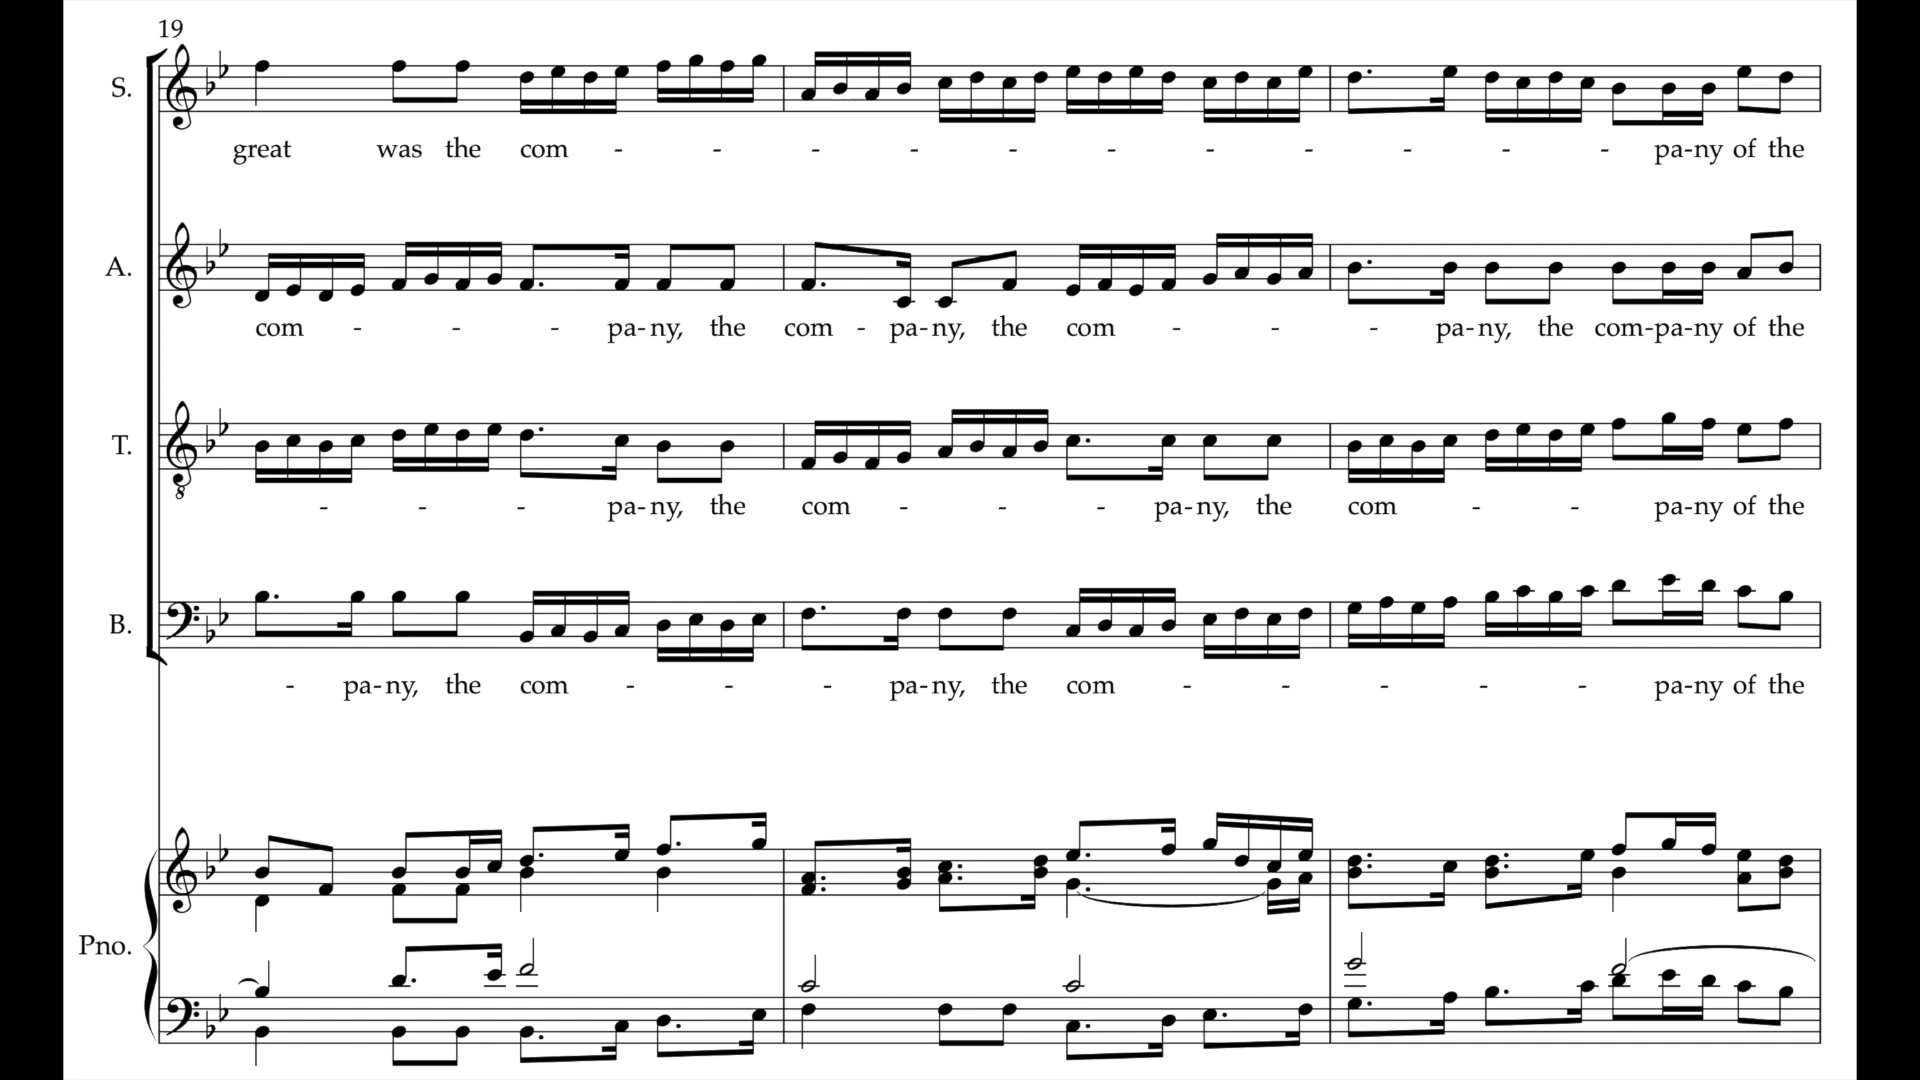 19
S.
great was the com - - - - - - - - - - - pa-ny of the
A.
com - - - pa-ny, the com - pa-ny, the com - - - pa-ny, the com-pa-ny of the
T.
- - - pa-ny, the com - - - pa-ny, the com - - pa-ny of the
B.
- pa-ny, the com - - - pa-ny, the com - - - - - pa-ny of the
Pno.